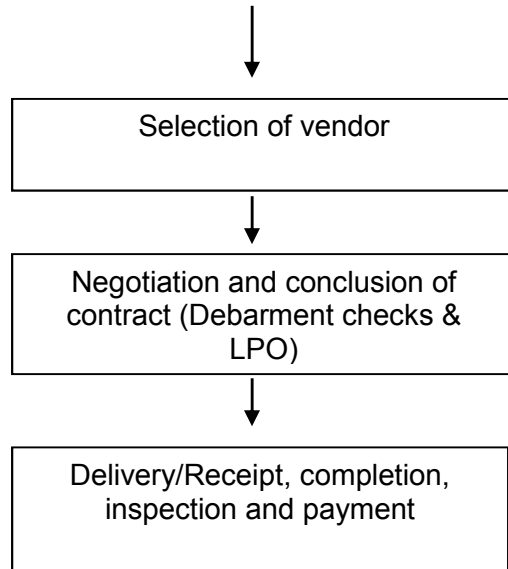 Selection of vendor
Negotiation and conclusion of
contract (Debarment checks &
LPO)
Delivery/Receipt, completion,
inspection and payment